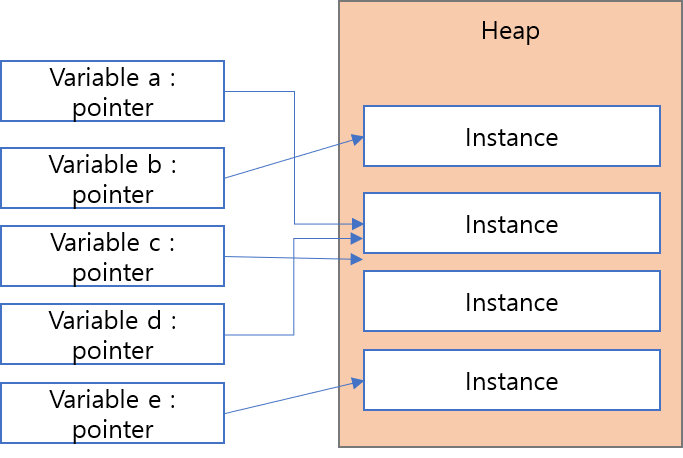 Heap
Variable a :
pointer
Variable b :
pointer
Variable c :
pointer
Variable d :
pointer
Variable e :
pointer
Instance
Instance
Instance
Instance